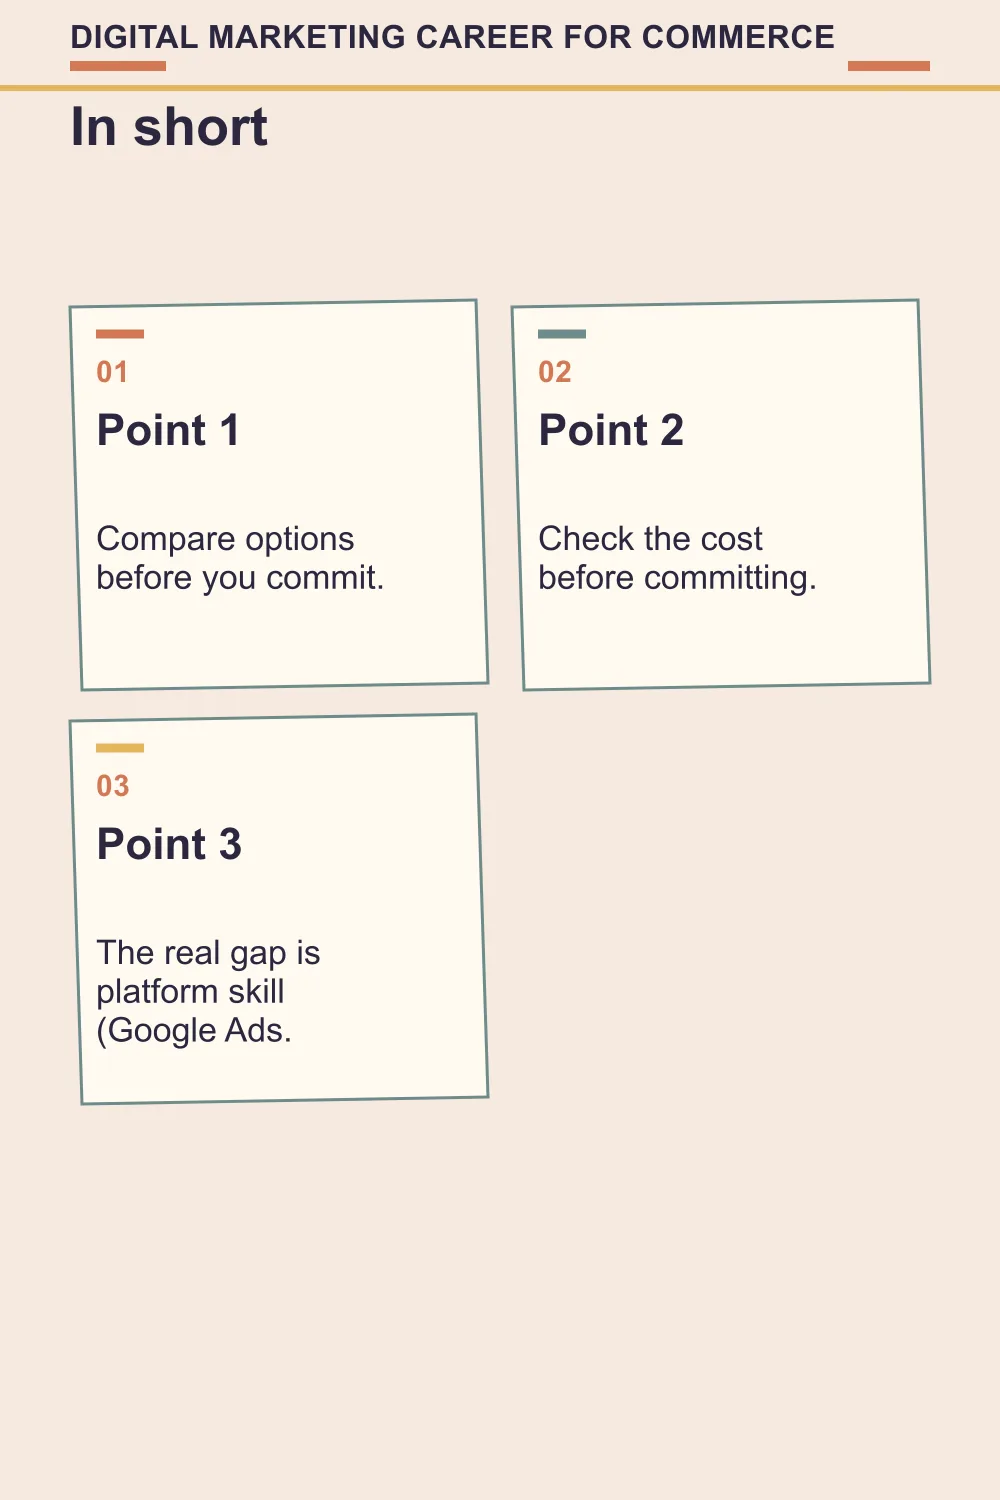 DIGITAL MARKETING CAREER FOR COMMERCE
In short
01
Point 1
Compare options
before you commit.
02
Point 2
Check the cost
before committing.
03
Point 3
The real gap is
platform skill
(Google Ads.